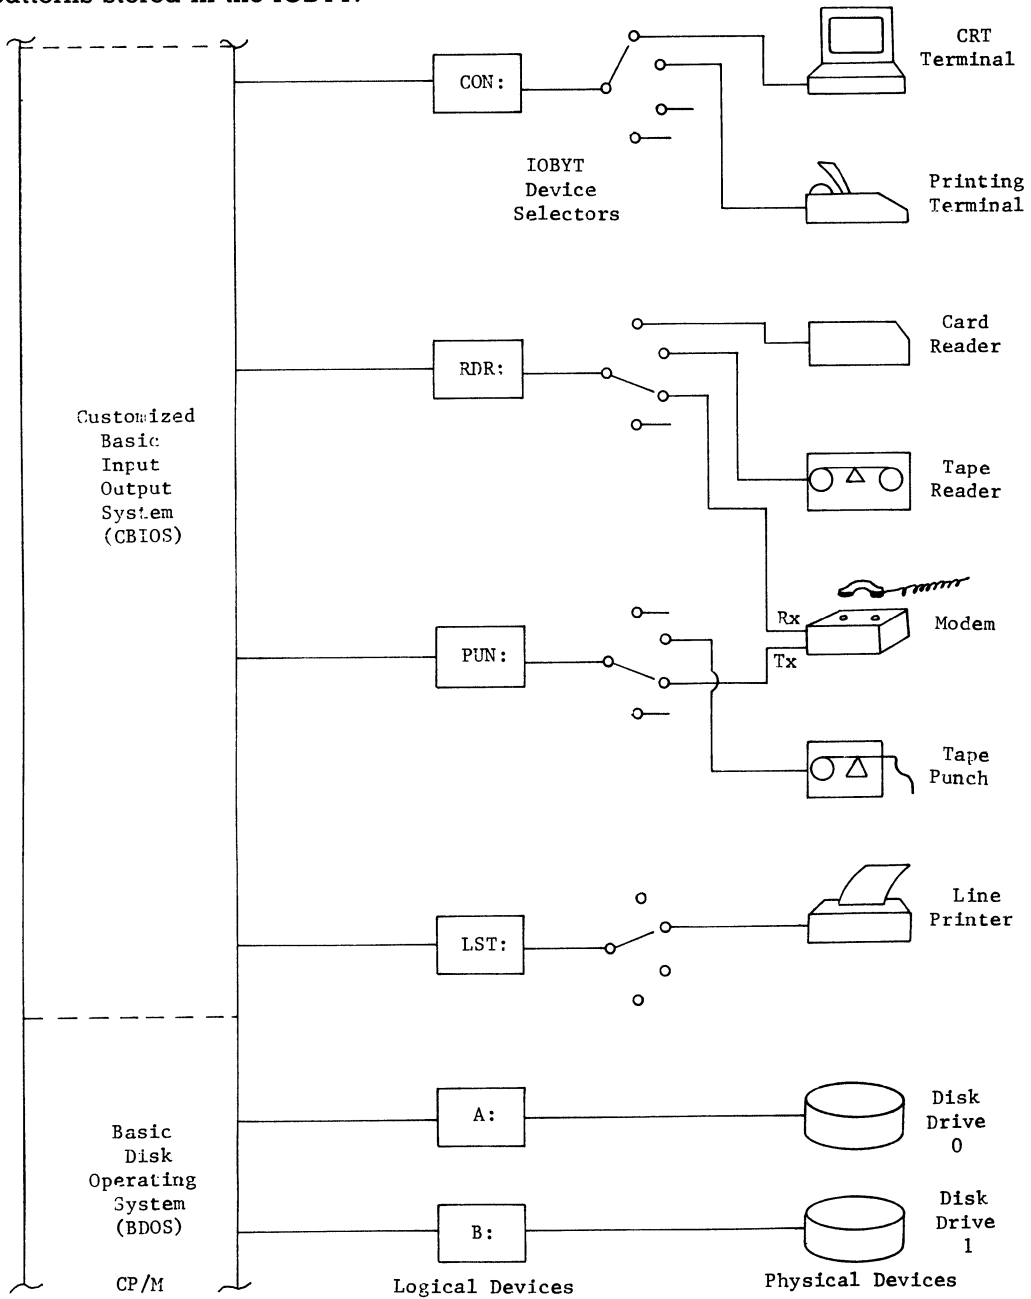 patterns stored in the IOBYT.
CRT
Terminal
CON:
IOBYT
Device
Selectors
Printing
Terminal
Card
Reader
RDR:
Customized
Basic
Input
Output
System
(CBIOS)
Tape
Reader
Rx
Modem
PUN:
Tx
Tape
Punch
Line
Printer
LST:
A:
Disk
Drive
0
Basic
Disk
Operating
System
(BDOS)
B:
Disk
Drive
1
CP/M
Logical Devices
Physical Devices